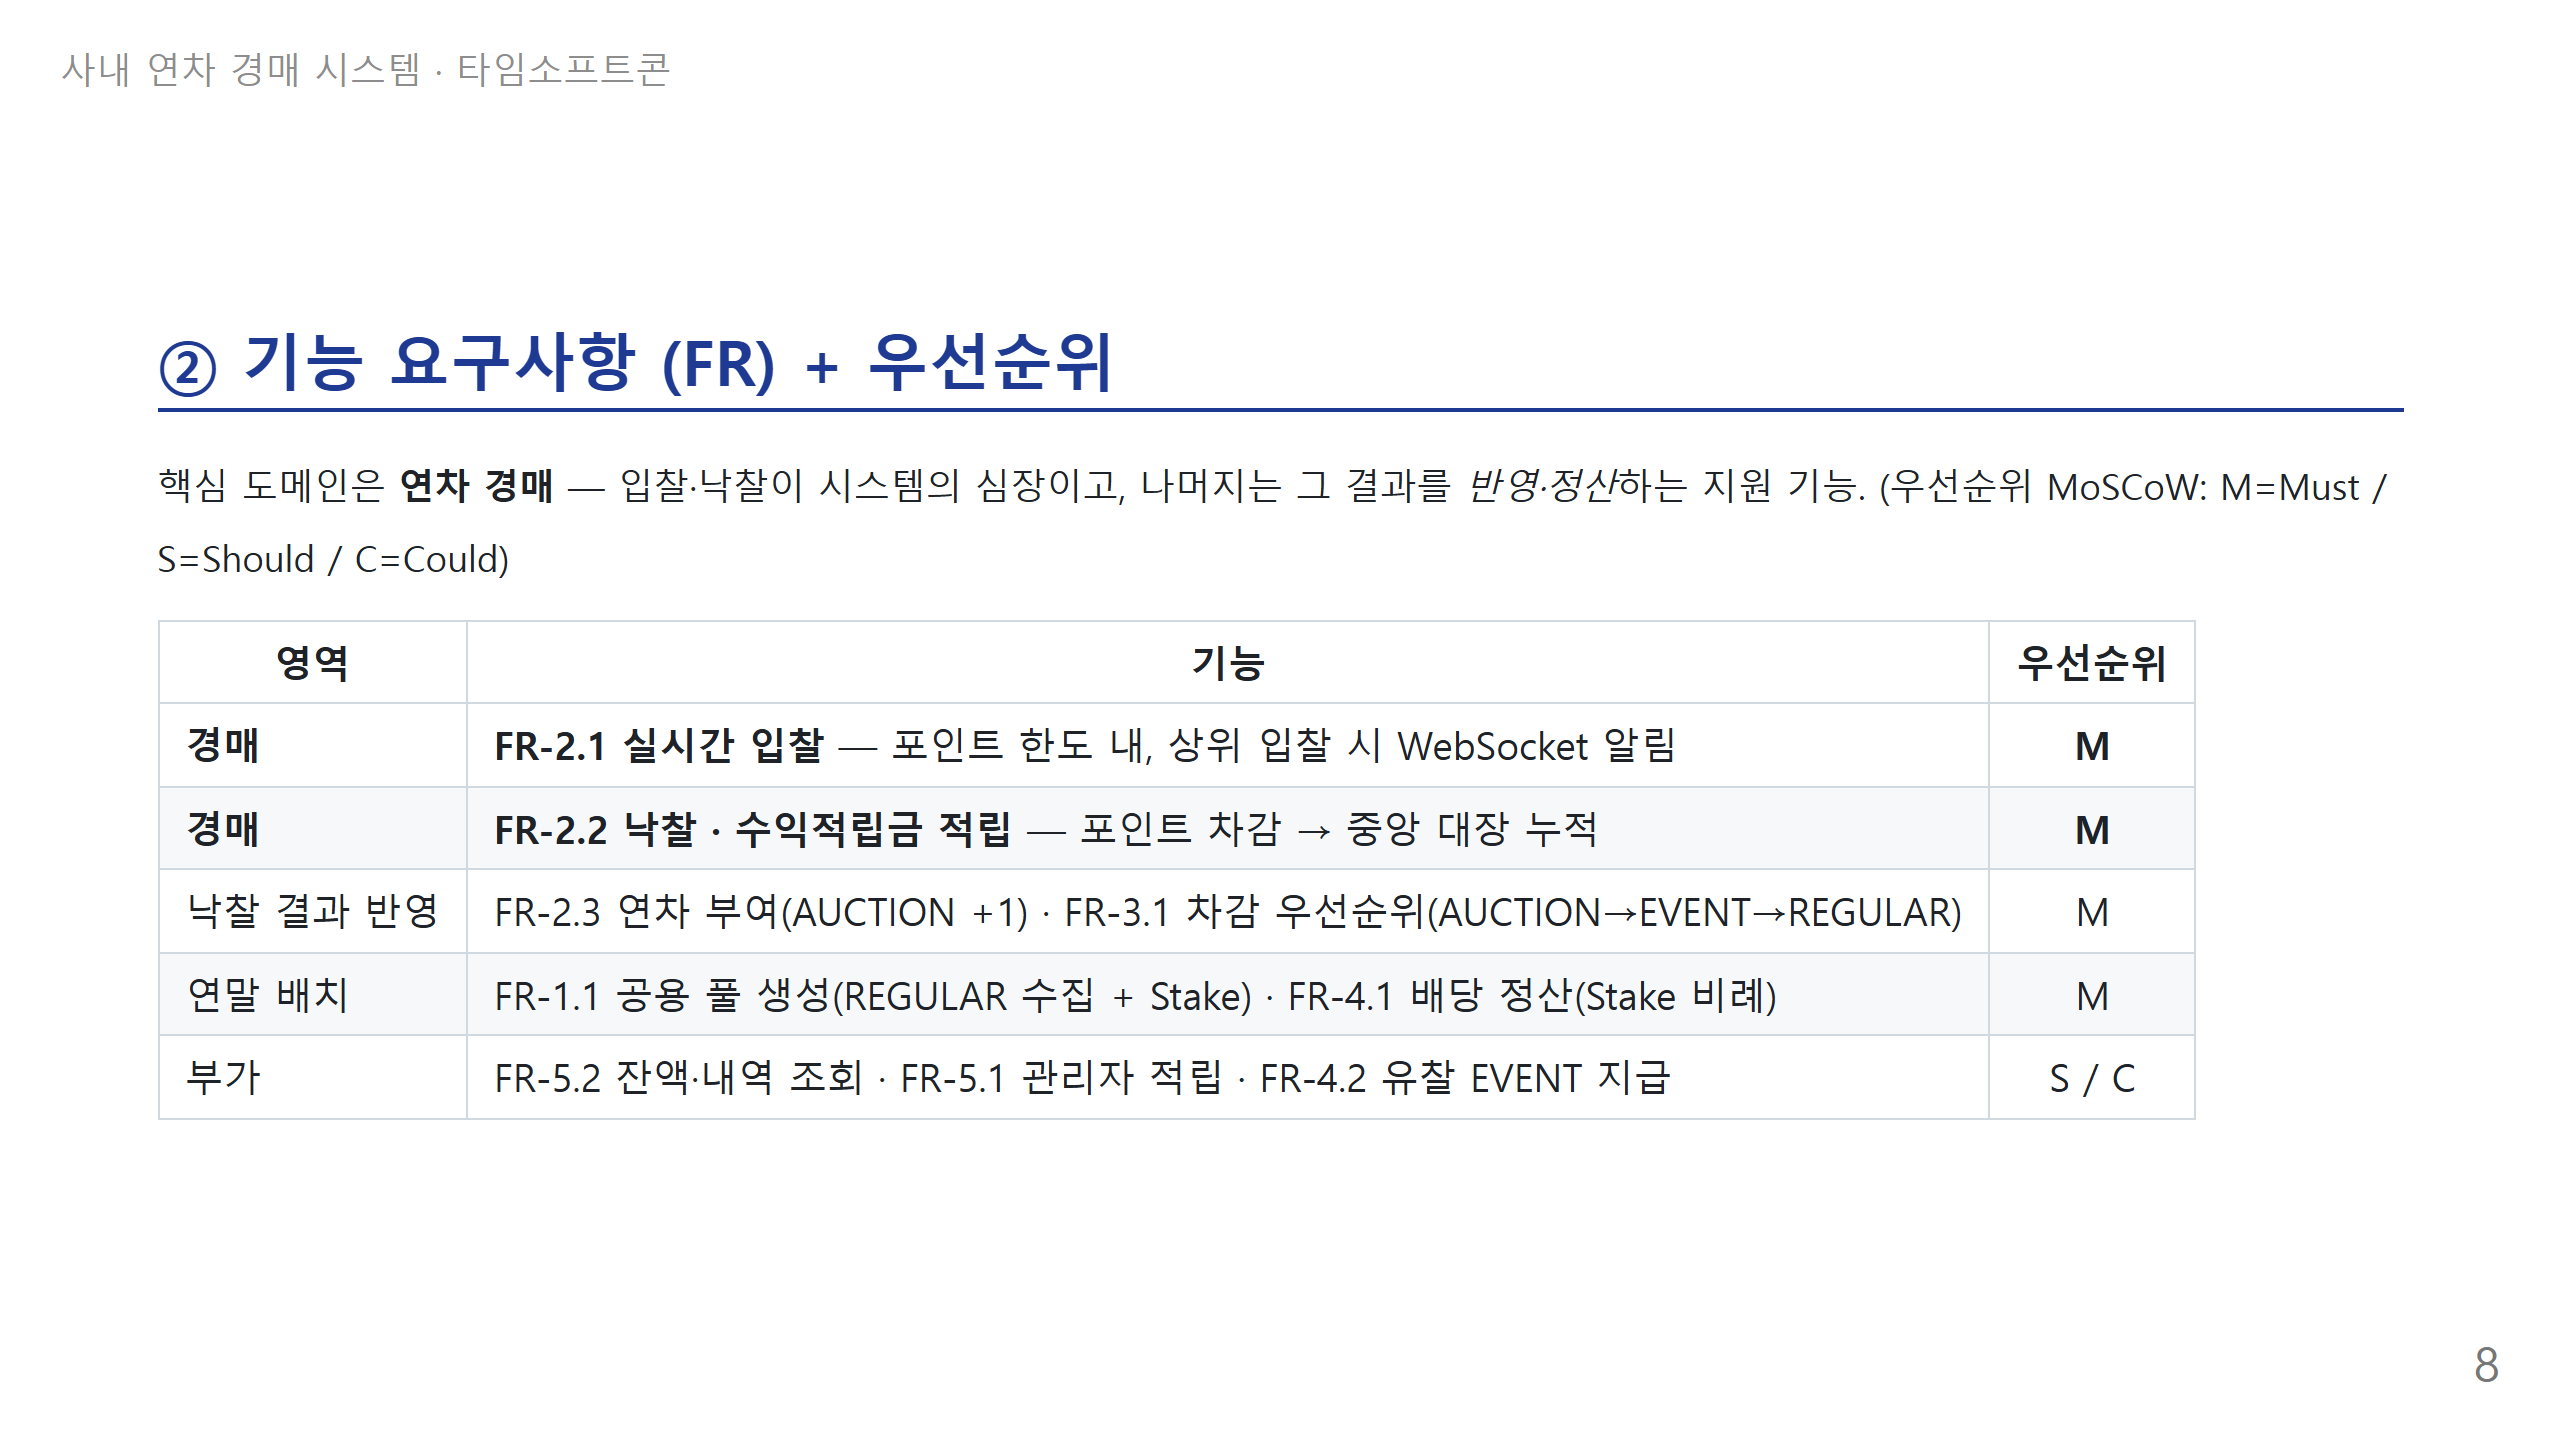 사내 연차 경매 시스템 · 타임소프트콘
② 기능 요구사항 (FR) + 우선순위
핵심 도메인은 연차 경매 — 입찰·낙찰이 시스템의 심장이고, 나머지는 그 결과를 반영·정산하는 지원 기능. (우선순위 MoSCoW: M=Must /
S=Should / C=Could)
영역 기능 우선순위
경매 FR-2.1 실시간 입찰 — 포인트 한도 내, 상위 입찰 시 WebSocket 알림 M
경매 FR-2.2 낙찰 · 수익적립금 적립 — 포인트 차감 → 중앙 대장 누적 M
낙찰 결과 반영 FR-2.3 연차 부여(AUCTION +1) · FR-3.1 차감 우선순위(AUCTION→EVENT→REGULAR) M
연말 배치 FR-1.1 공용 풀 생성(REGULAR 수집 + Stake) · FR-4.1 배당 정산(Stake 비례) M
부가 FR-5.2 잔액·내역 조회 · FR-5.1 관리자 적립 · FR-4.2 유찰 EVENT 지급 S / C
8